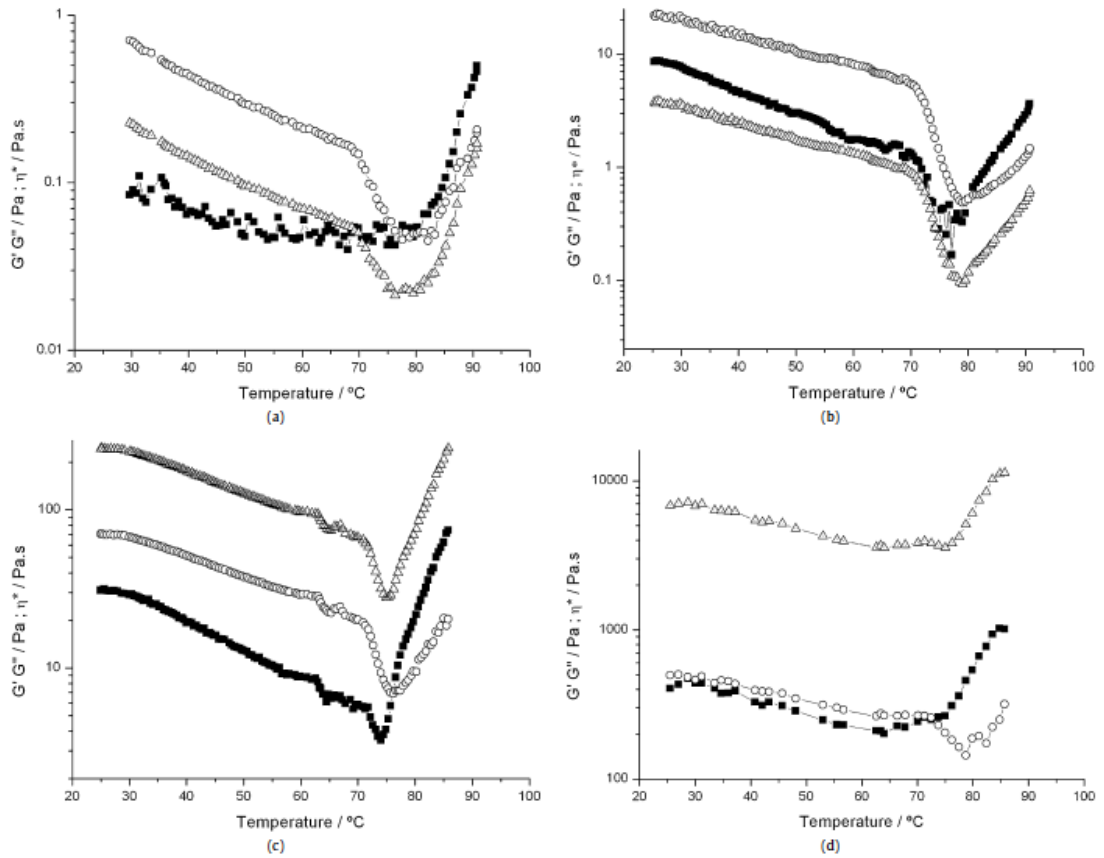 G' G'' / Pa ; η* / Pa.s
1
0.1
0.01
20 30 40 50 60 70 80 90 100
Temperature / ºC
(a)
G' G'' / Pa ; η* / Pa.s
10
1
0.1
20 30 40 50 60 70 80 90 100
Temperature / ºC
(b)
G' G'' / Pa ; η* / Pa.s
100
10
20 30 40 50 60 70 80 90 100
Temperature / ºC
(c)
G' G'' / Pa ; η* / Pa.s
10000
1000
100
20 30 40 50 60 70 80 90 100
Temperature / ºC
(d)